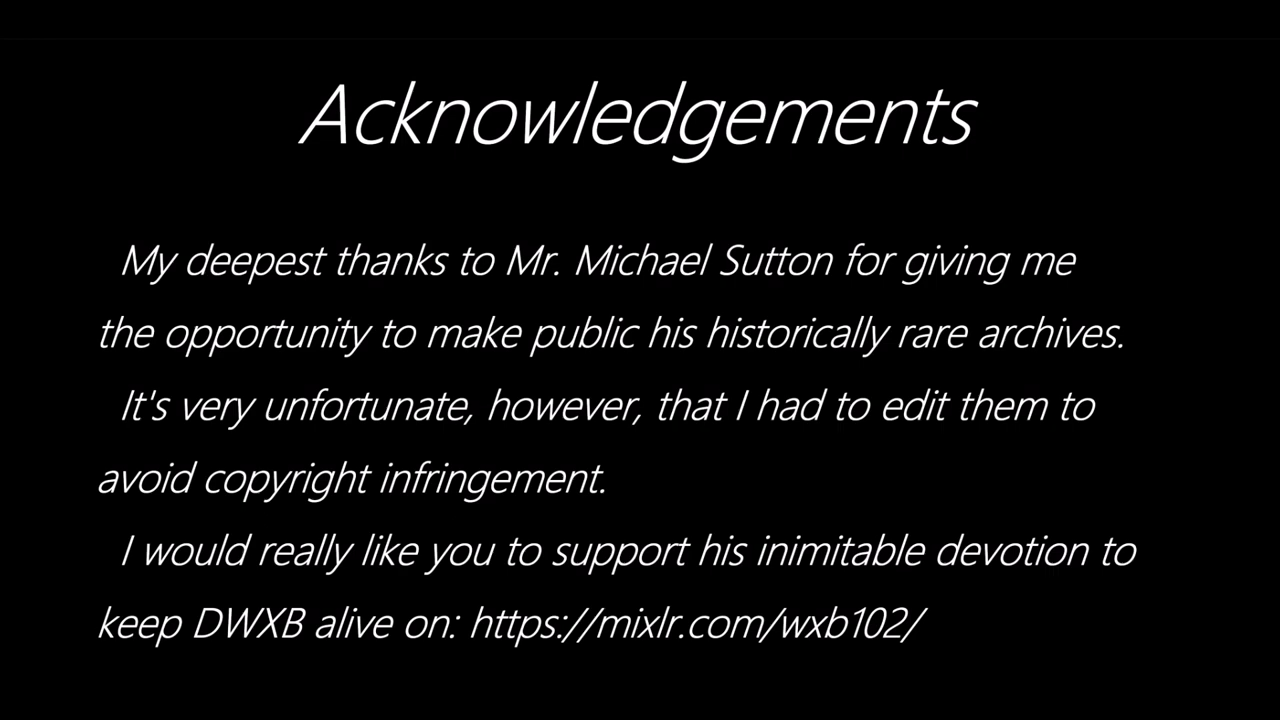 Acknowledgements
My deepest thanks to Mr. Michael Sutton for giving me
the opportunity to make public his historically rare archives.
It's very unfortunate, however, that I had to edit them to
avoid copyright infringement.
I would really like you to support his inimitable devotion to
keep DWXB alive on: https://mixlr.com/wxb102/